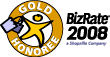 GOLD
HONOREE
BizRate®
2008
a Shopzilla Company